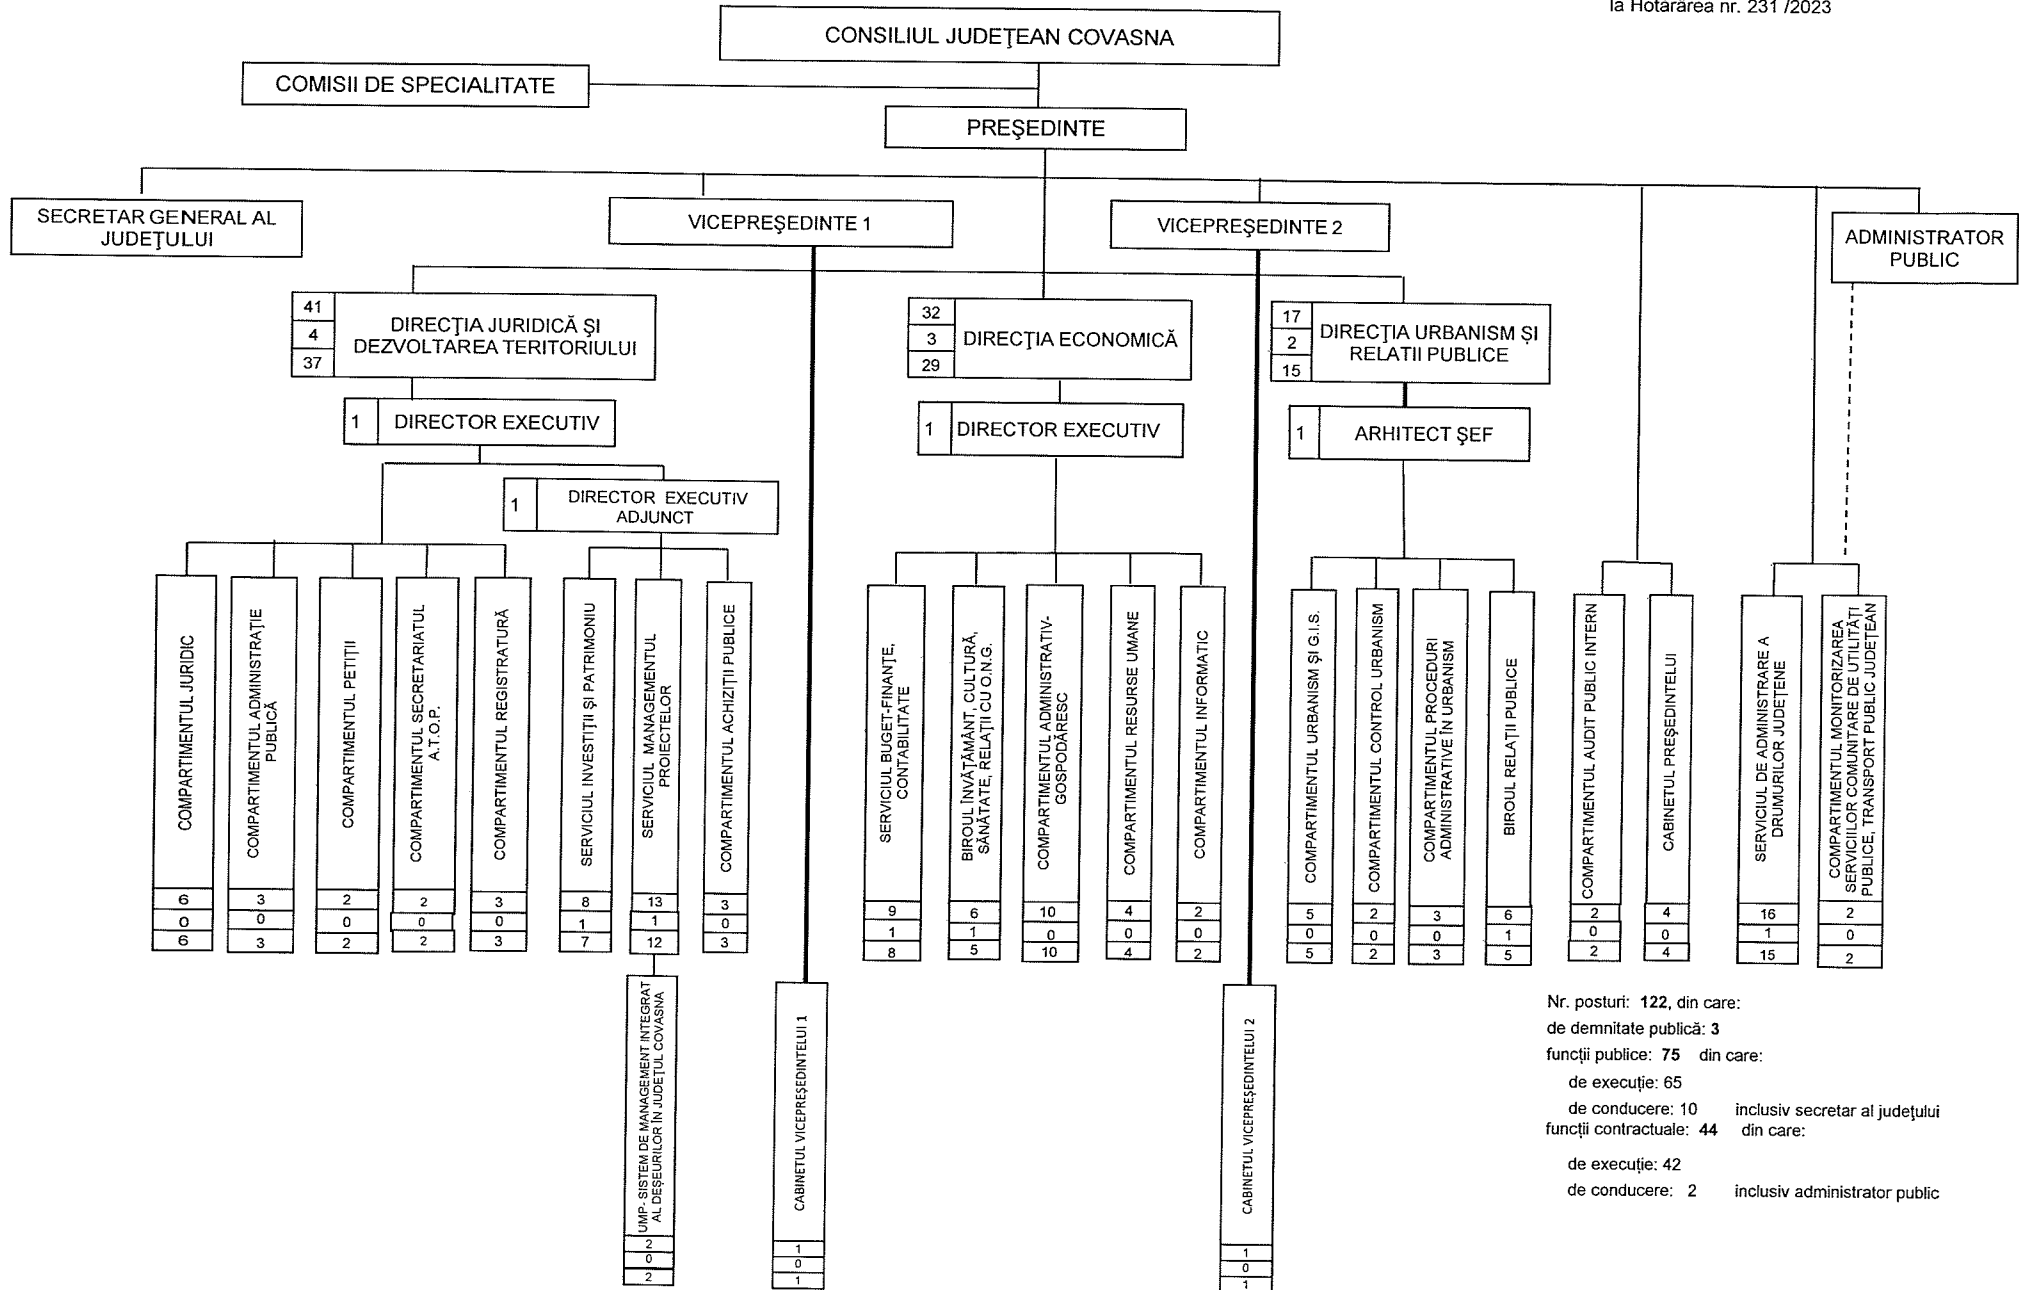 la Hotărârea nr. 231 /2023
CONSILIUL JUDEŢEAN COVASNA
COMISII DE SPECIALITATE
PREŞEDINTE
SECRETAR GENERAL AL
JUDEŢULUI
VICEPREŞEDINTE 1
VICEPREŞEDINTE 2
ADMINISTRATOR
PUBLIC
41
4
37
DIRECŢIA JURIDICĂ ŞI
DEZVOLTAREA TERITORIULUI
32
3
29
DIRECŢIA ECONOMICĂ
17
2
15
DIRECŢIA URBANISM ȘI
RELATII PUBLICE
1
DIRECTOR EXECUTIV
1
DIRECTOR EXECUTIV
1
ARHITECT ŞEF
1
DIRECTOR EXECUTIV
ADJUNCT
COMPARTIMENTUL JURIDIC
6
0
6
COMPARTIMENTUL ADMINISTRAŢIE
PUBLICĂ
3
0
3
COMPARTIMENTUL PETIŢII
2
0
2
COMPARTIMENTUL SECRETARIATUL
A.T.O.P.
2
0
2
COMPARTIMENTUL REGISTRATURĂ
3
0
3
SERVICIUL INVESTIŢII ŞI PATRIMONIU
8
1
7
SERVICIUL MANAGEMENTUL
PROIECTELOR
13
1
12
COMPARTIMENTUL ACHIZIŢII PUBLICE
3
0
3
SERVICIUL BUGET-FINANŢE,
CONTABILITATE
9
1
8
BIROUL ÎNVĂŢĂMÂNT, CULTURĂ,
SĂNĂTATE, RELAŢII CU O.N.G.
6
1
5
COMPARTIMENTUL ADMINISTRATIV-
GOSPODĂRESC
10
0
10
COMPARTIMENTUL RESURSE UMANE
4
0
4
COMPARTIMENTUL INFORMATIC
2
0
2
COMPARTIMENTUL URBANISM ŞI G.I.S.
5
0
5
COMPARTIMENTUL CONTROL URBANISM
2
0
2
COMPARTIMENTUL PROCEDURI
ADMINISTRATIVE ÎN URBANISM
3
0
3
BIROUL RELAŢII PUBLICE
6
1
5
COMPARTIMENTUL AUDIT PUBLIC INTERN
2
0
2
CABINETUL PREŞEDINTELUI
4
0
4
SERVICIUL DE ADMINISTRARE A
DRUMURILOR JUDEŢENE
16
1
15
COMPARTIMENTUL MONITORIZAREA
SERVICIILOR COMUNITARE DE UTILITĂŢI
PUBLICE, TRANSPORT PUBLIC JUDEŢEAN
2
0
2
UMP- SISTEM DE MANAGEMENT INTEGRAT
AL DEŞEURILOR ÎN JUDEŢUL COVASNA
2
0
2
CABINETUL VICEPREŞEDINTELUI 1
1
0
1
CABINETUL VICEPREŞEDINTELUI 2
1
0
1
Nr. posturi: 122, din care:
de demnitate publică: 3
funcții publice: 75 din care:
de execuție: 65
de conducere: 10 inclusiv secretar al judeţului
funcții contractuale: 44 din care:
de execuție: 42
de conducere: 2 inclusiv administrator public